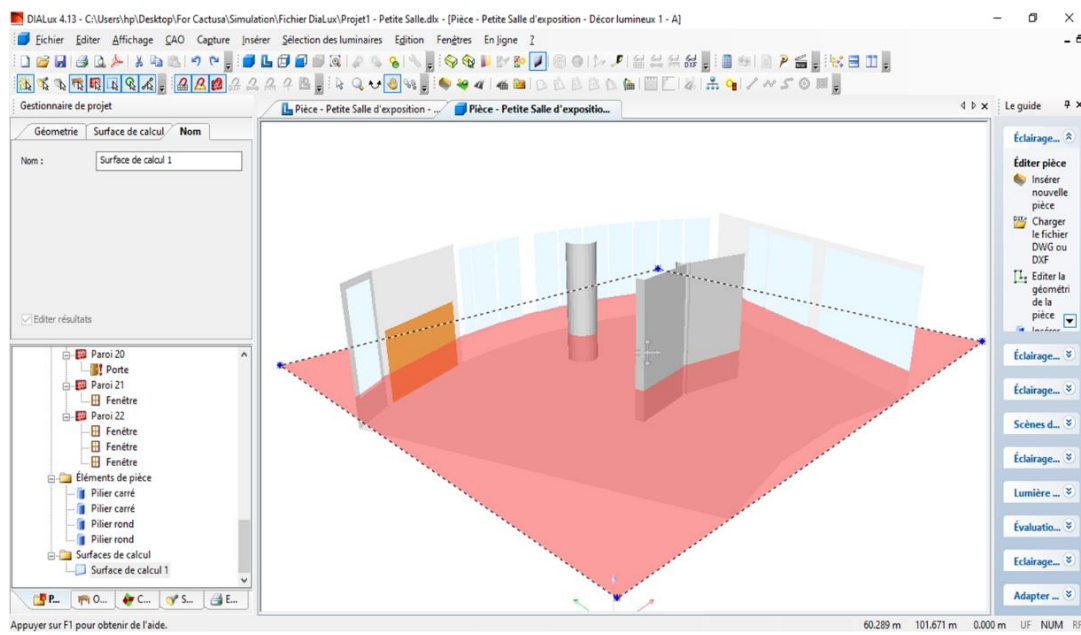 DIALux 4.13 - C:\Users\hp\Desktop\For Cactusa\Simulation\Fichier DiaLux\Projet1 - Petite Salle.dlx - [Pièce - Petite Salle d'exposition - Décor lumineux 1 - A]
Fichier Editer Affichage CAO Capture Insérer Sélection des luminaires Edition Fenêtres En ligne ?
Gestionnaire de projet
Pièce - Petite Salle d'exposition - ...
Pièce - Petite Salle d'expositio...
Le guide
Géometrie Surface de calcul Nom
Nom : Surface de calcul 1
Editer résultats
Paroi 20
Porte
Paroi 21
Fenêtre
Paroi 22
Fenêtre
Fenêtre
Fenêtre
Éléments de pièce
Pilier carré
Pilier carré
Pilier rond
Pilier rond
Surfaces de calcul
Surface de calcul 1
P... O... C... S... E...
Éclairage...
Éditer pièce
Insérer
nouvelle
pièce
Charger
le fichier
DWG ou
DXF
Editer la
géométri
de la
pièce
Éclairage...
Éclairage...
Scènes d...
Éclairage...
Lumière ...
Évaluatio...
Eclairage...
Adapter ...
Appuyer sur F1 pour obtenir de l'aide.
60.289 m 101.671 m 0.000 m UF NUM